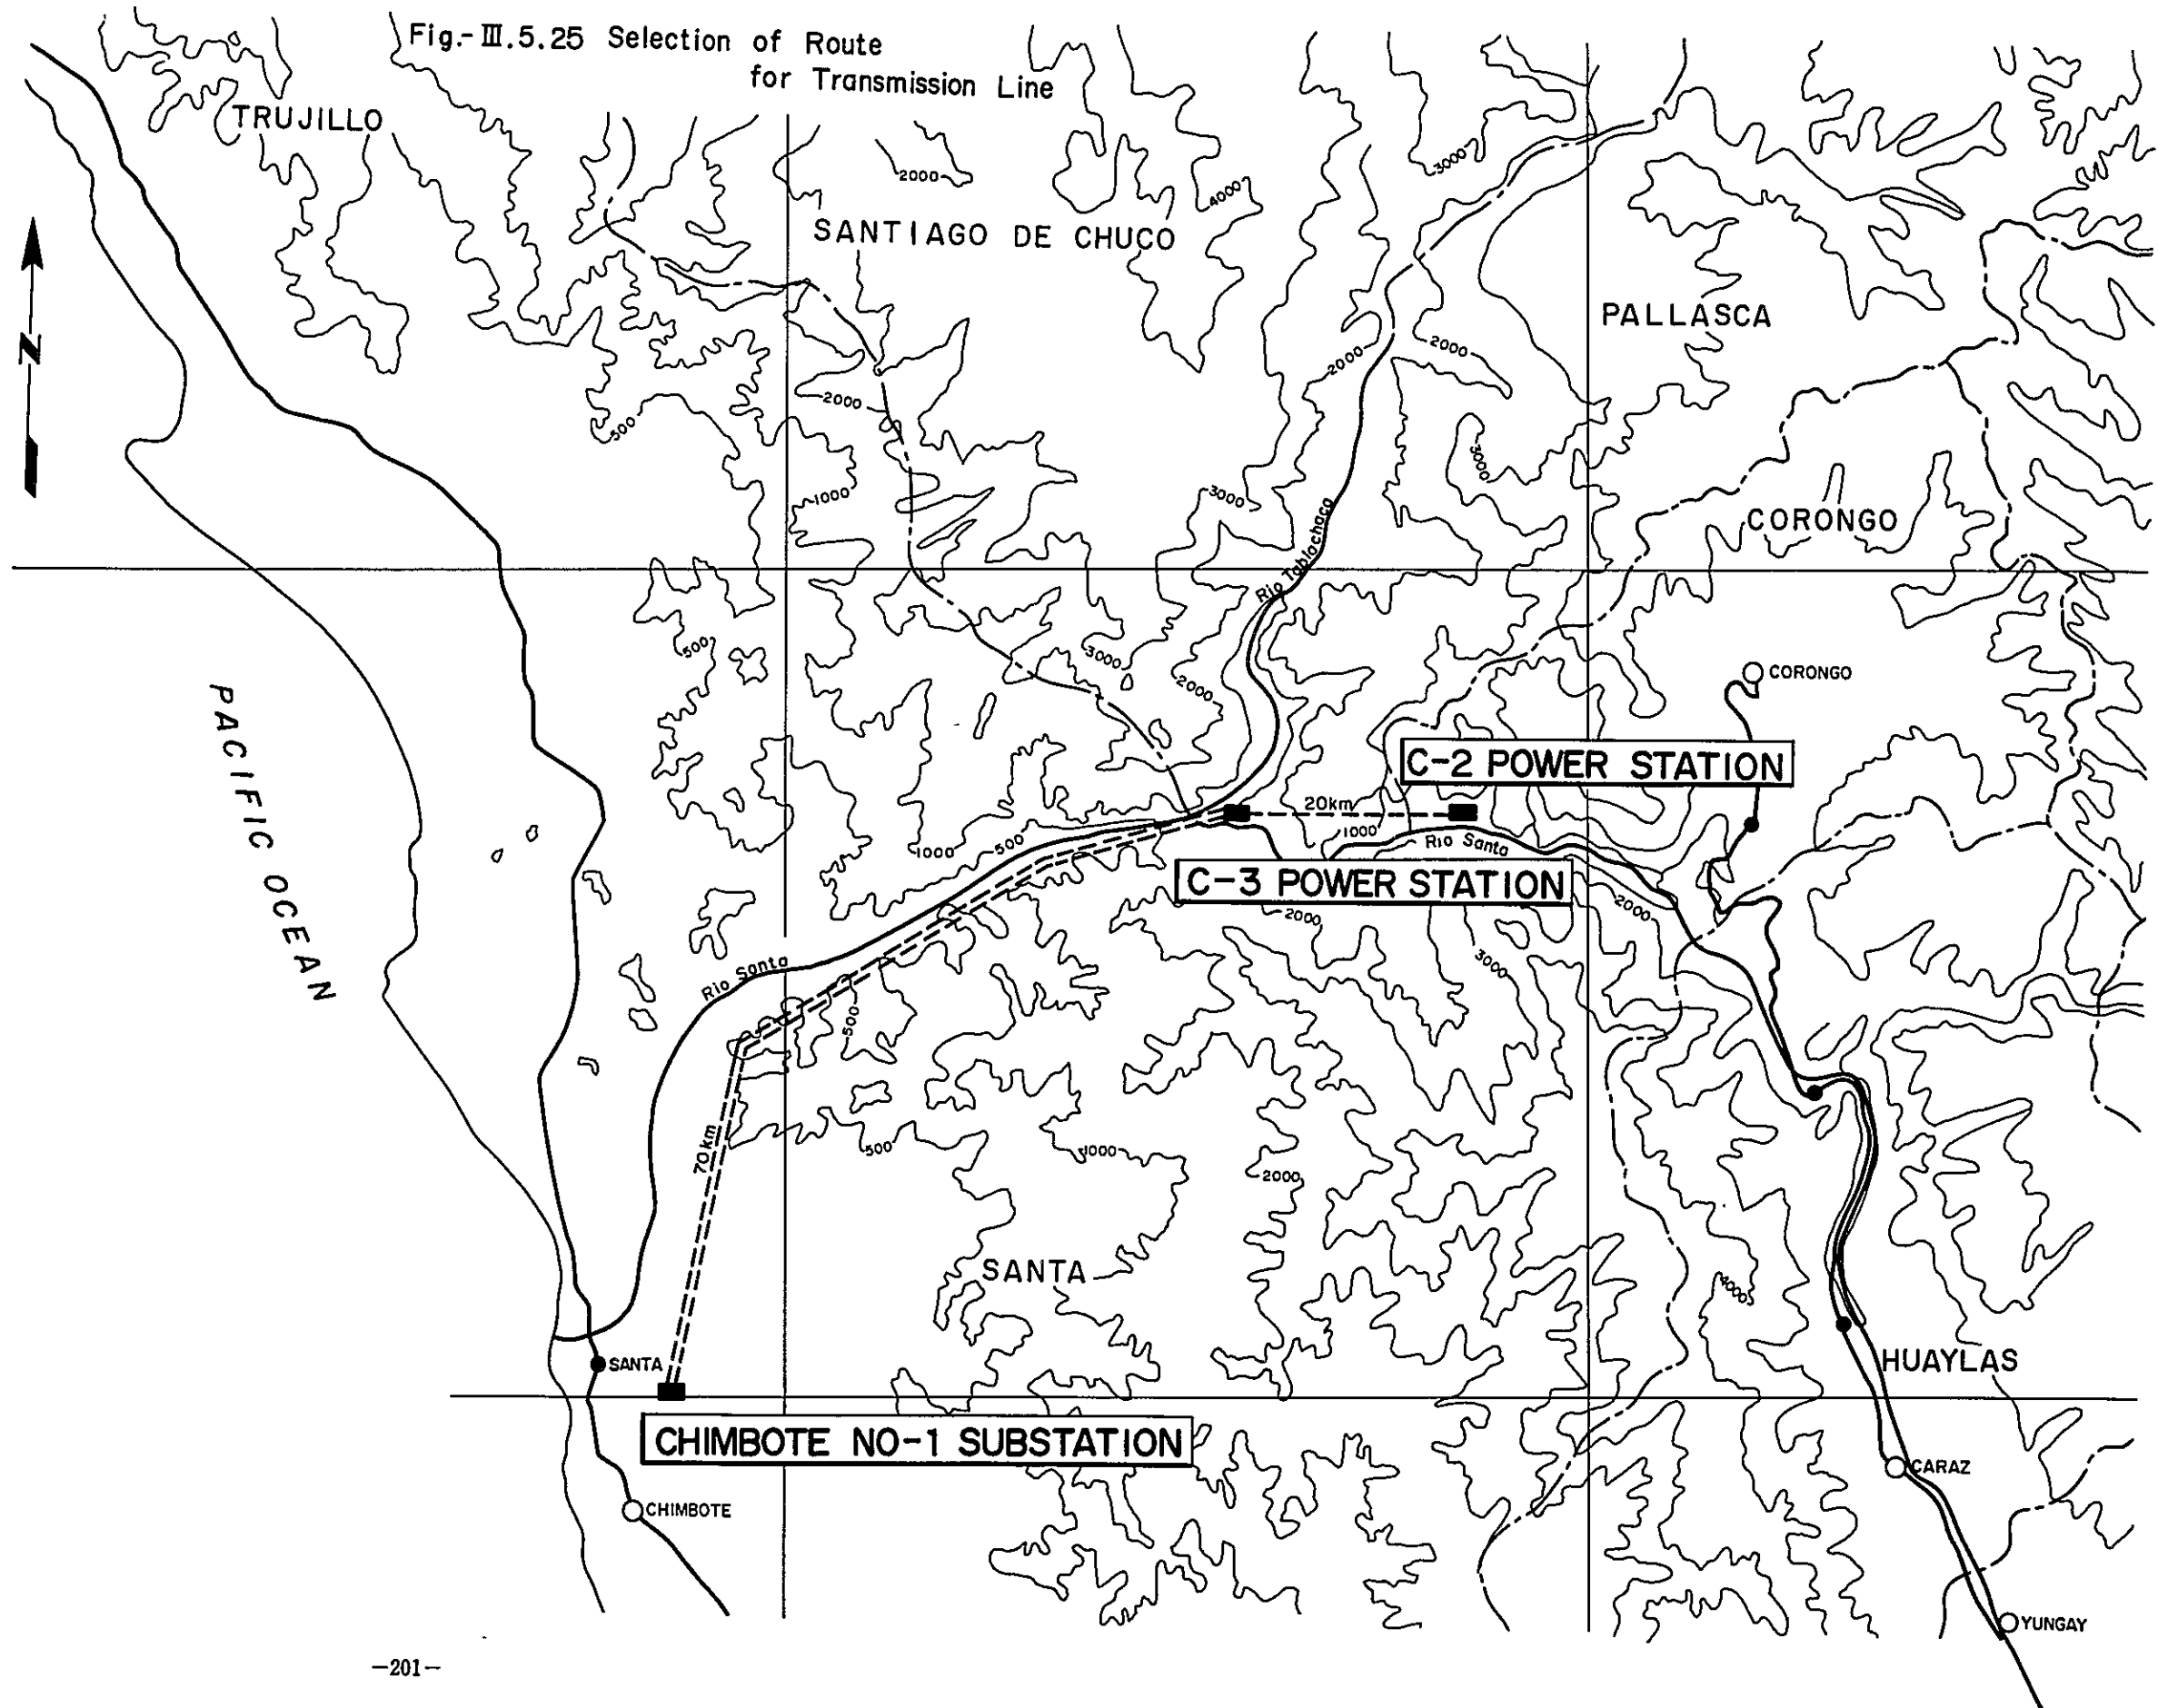 Fig.-III.5.25 Selection of Route
for Transmission Line
TRUJILLO
3000
2000
4000
SANTIAGO DE CHUCO
PALLASCA
2000
2000
2000
500
3000
1000
3000
CORONGO
Rio Tablachaca
500
3000
2000
CORONGO
PACIFIC OCEAN
N
C-2 POWER STATION
20km
1000
500
1000
Rio Santa
C-3 POWER STATION
2000
2000
3000
Rio Santa
500
70km
500
1000
2000
SANTA
4000
SANTA
HUAYLAS
CHIMBOTE NO-1 SUBSTATION
CARAZ
CHIMBOTE
YUNGAY
-201-